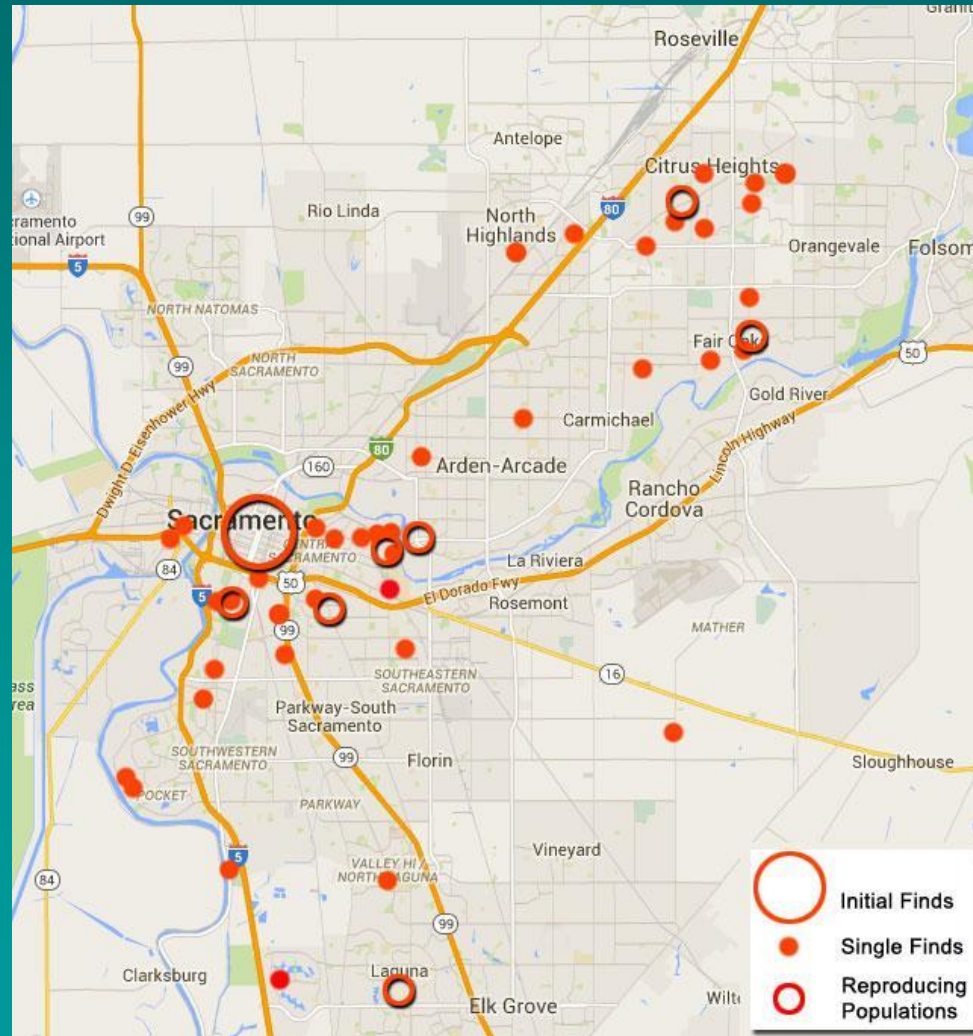 Granit
Roseville
Antelope
Citrus Heights
99
Rio Linda
80
North
Highlands
cramento
tional Airport
Orangevale
Folsom
5
NORTH NATOMAS
NORTH
SACRAMENTO
99
Fair Oaks
50
Gold River
Dwight D. Eisenhower Hwy
Carmichael
Lincoln Highway
80
160
Arden-Arcade
Rancho
Cordova
Sacramento
CENTRAL
SACRAMENTO
La Riviera
84
50
El Dorado Fwy
5
Rosemont
99
MATHER
16
SOUTHEASTERN
SACRAMENTO
ass
rea
Parkway-South
Sacramento
SOUTHWESTERN
SACRAMENTO
99
Florin
Sloughhouse
POCKET
PARKWAY
5
Vineyard
VALLEY HI /
NORTH LAGUNA
84
99
Initial Finds
Single Finds
Clarksburg
Laguna
Reproducing
Populations
Elk Grove
Wilt